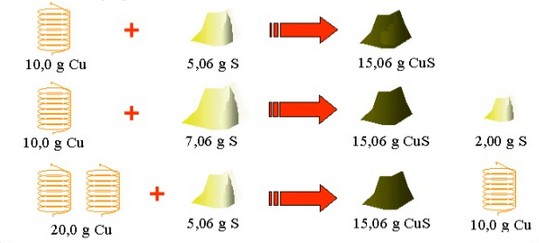 +
10,0 g Cu 5,06 g S 15,06 g CuS
+
10,0 g Cu 7,06 g S 15,06 g CuS 2,00 g S
+
20,0 g Cu 5,06 g S 15,06 g CuS 10,0 g Cu